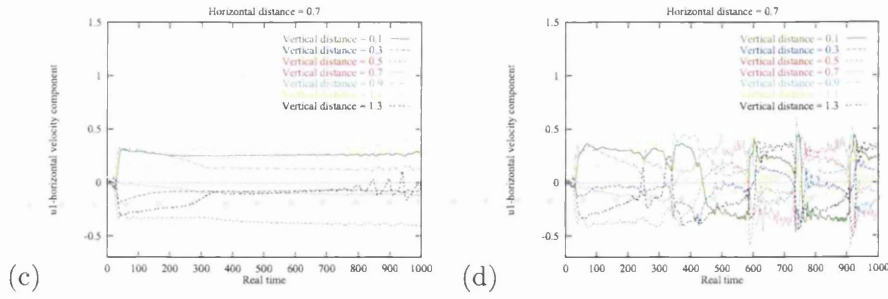 Horizontal distance = 0.7
u1-horizontal velocity component
1.5
1
0.5
0
-0.5
Vertical distance = 0.1
Vertical distance = 0.3
Vertical distance = 0.5
Vertical distance = 0.7
Vertical distance = 0.9
Vertical distance = 1.3
0 100 200 300 400 500 600 700 800 900 1000
Real time
(c)
Horizontal distance = 0.7
u1-horizontal velocity component
1.5
1
0.5
0
-0.5
Vertical distance = 0.1
Vertical distance = 0.3
Vertical distance = 0.5
Vertical distance = 0.7
Vertical distance = 0.9
Vertical distance = 1.3
0 100 200 300 400 500 600 700 800 900 1000
Real time
(d)